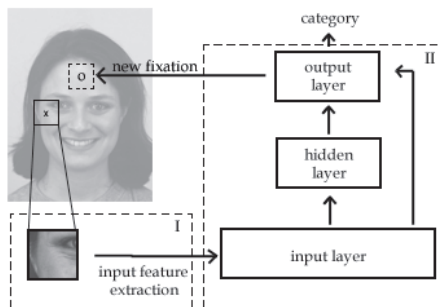 category
II
new fixation
output
layer
o
x
hidden
layer
I
input layer
input feature
extraction